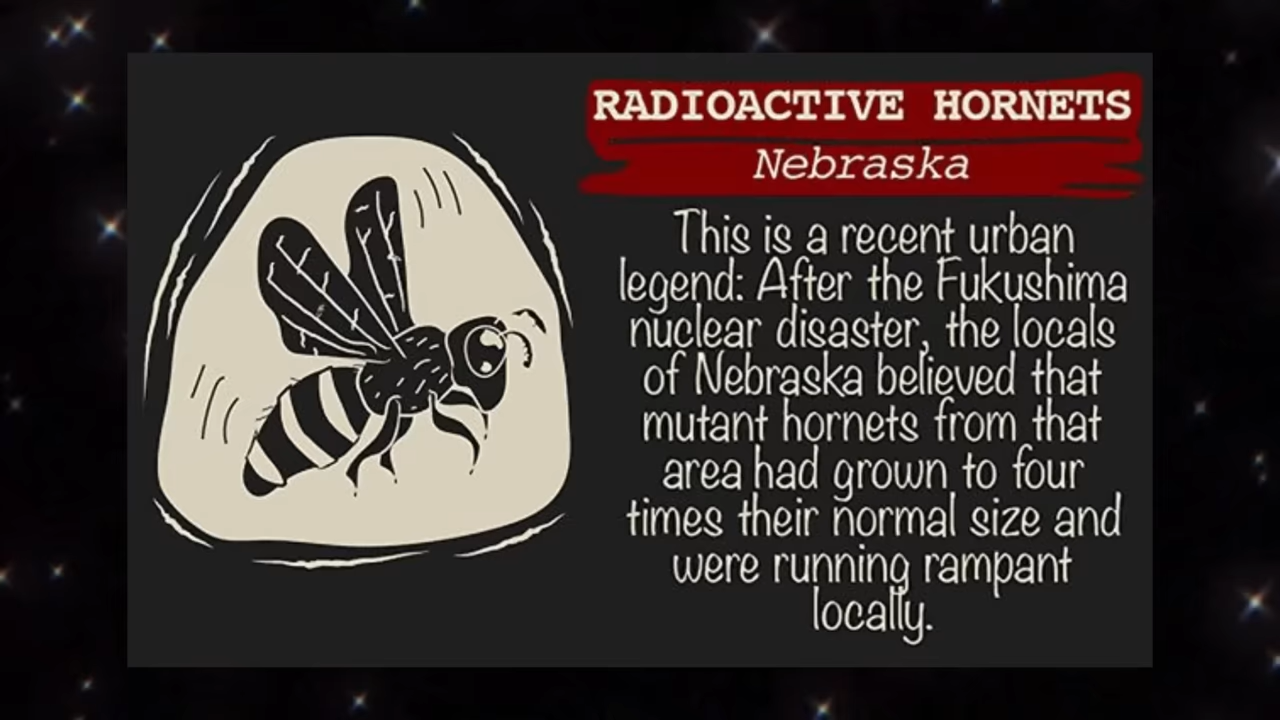 RADIOACTIVE HORNETS
Nebraska
This is a recent urban
legend: After the Fukushima
nuclear disaster, the locals
of Nebraska believed that
mutant hornets from that
area had grown to four
times their normal size and
were running rampant
locally.